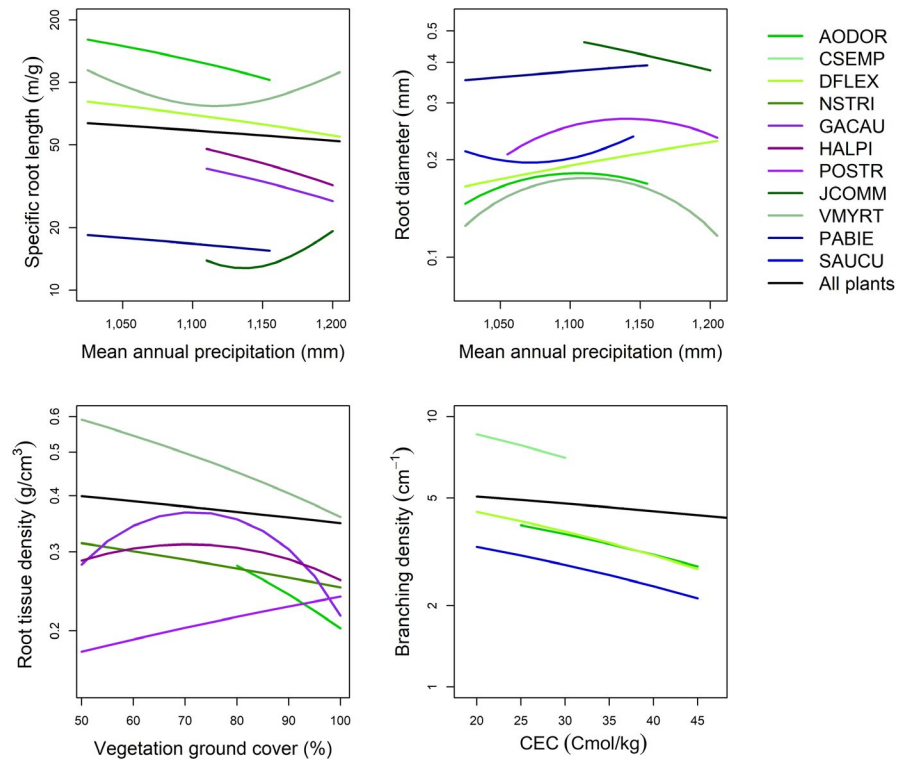 Specific root length (m/g)
200
100
50
20
10
1,050 1,100 1,150 1,200
Mean annual precipitation (mm)
Root diameter (mm)
0.5
0.4
0.3
0.2
0.1
1,050 1,100 1,150 1,200
Mean annual precipitation (mm)
AODOR
CSEMP
DFLEX
NSTRI
GACAU
HALPI
POSTR
JCOMM
VMYRT
PABIE
SAUCU
All plants
Root tissue density (g/cm³)
0.6
0.5
0.4
0.3
0.2
50 60 70 80 90 100
Vegetation ground cover (%)
Branching density (cm⁻¹)
10
5
2
1
20 25 30 35 40 45
CEC (Cmol/kg)